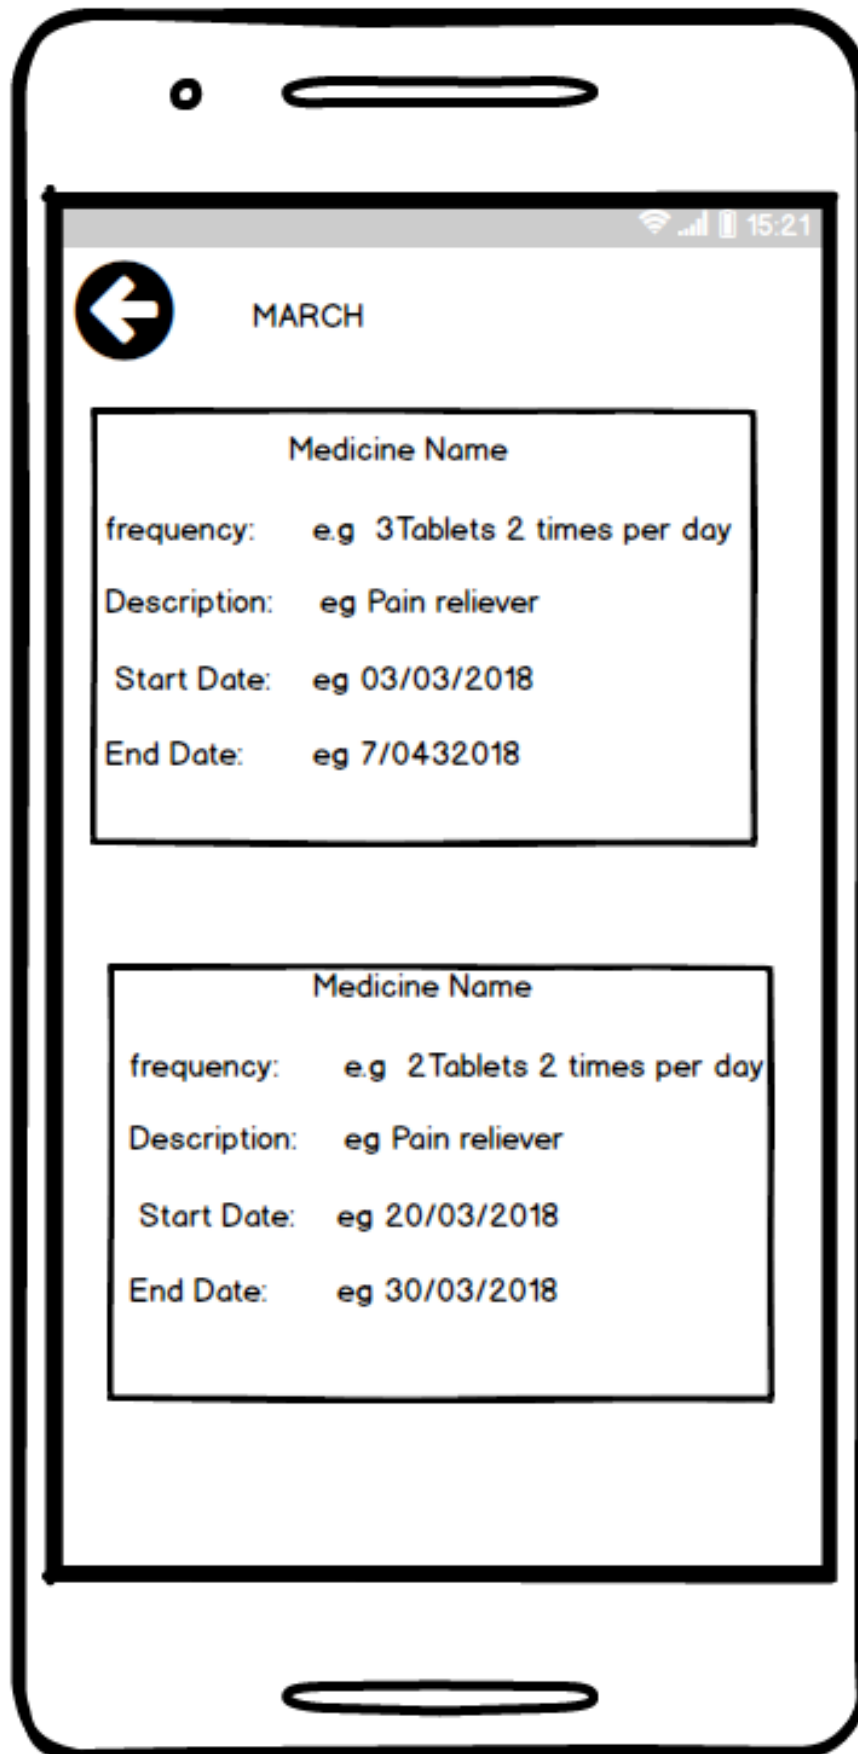 15:21
MARCH
Medicine Name
frequency: e.g 3Tablets 2 times per day
Description: eg Pain reliever
Start Date: eg 03/03/2018
End Date: eg 7/0432018
Medicine Name
frequency: e.g 2Tablets 2 times per day
Description: eg Pain reliever
Start Date: eg 20/03/2018
End Date: eg 30/03/2018